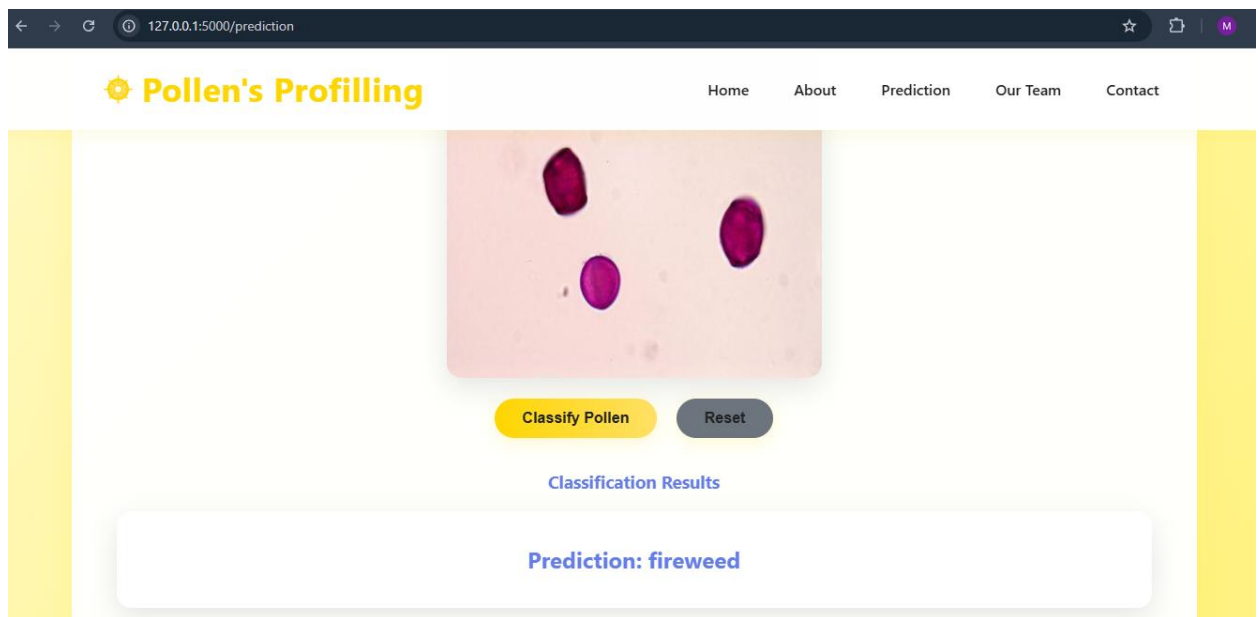 127.0.0.1:5000/prediction
M
Pollen's Profilling
Home About Prediction Our Team Contact
Classify Pollen Reset
Classification Results
Prediction: fireweed